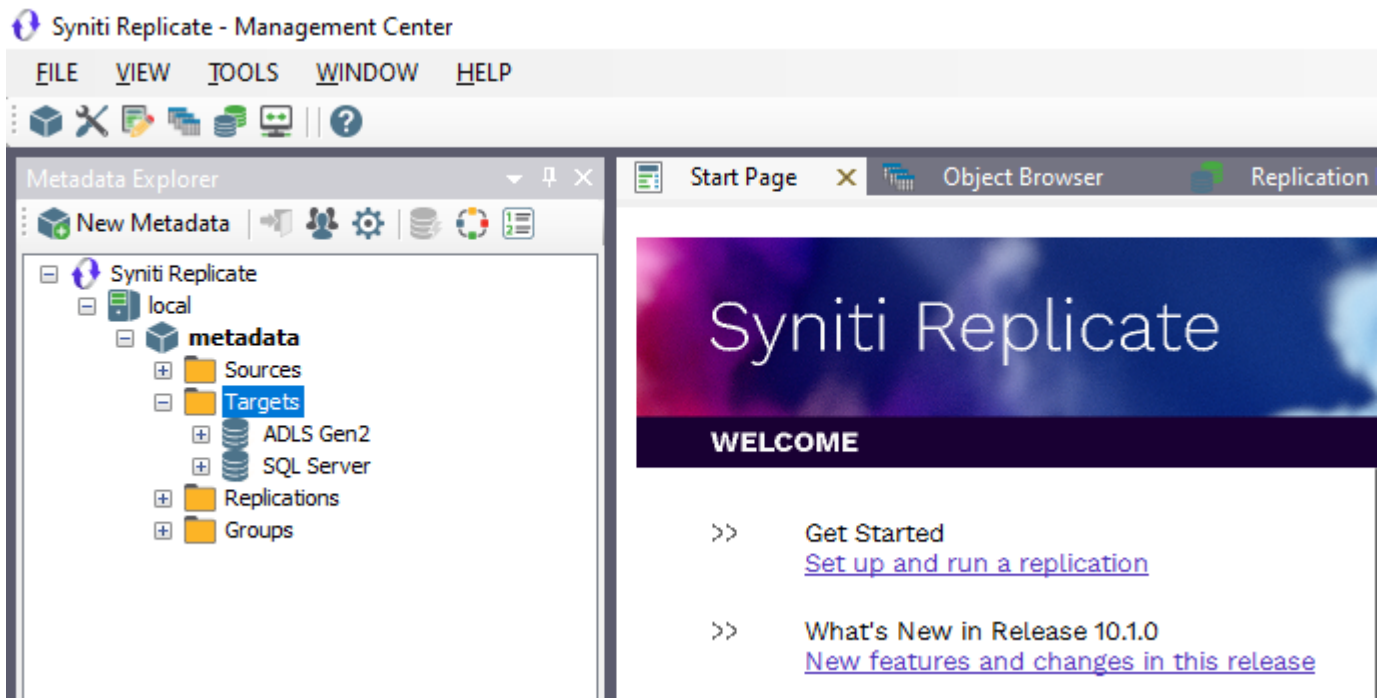 Syniti Replicate - Management Center
FILE VIEW TOOLS WINDOW HELP
Metadata Explorer
New Metadata
Syniti Replicate
local
metadata
Sources
Targets
ADLS Gen2
SQL Server
Replications
Groups
Start Page
Object Browser
Replication
Syniti Replicate
WELCOME
>> Get Started
Set up and run a replication
>> What's New in Release 10.1.0
New features and changes in this release